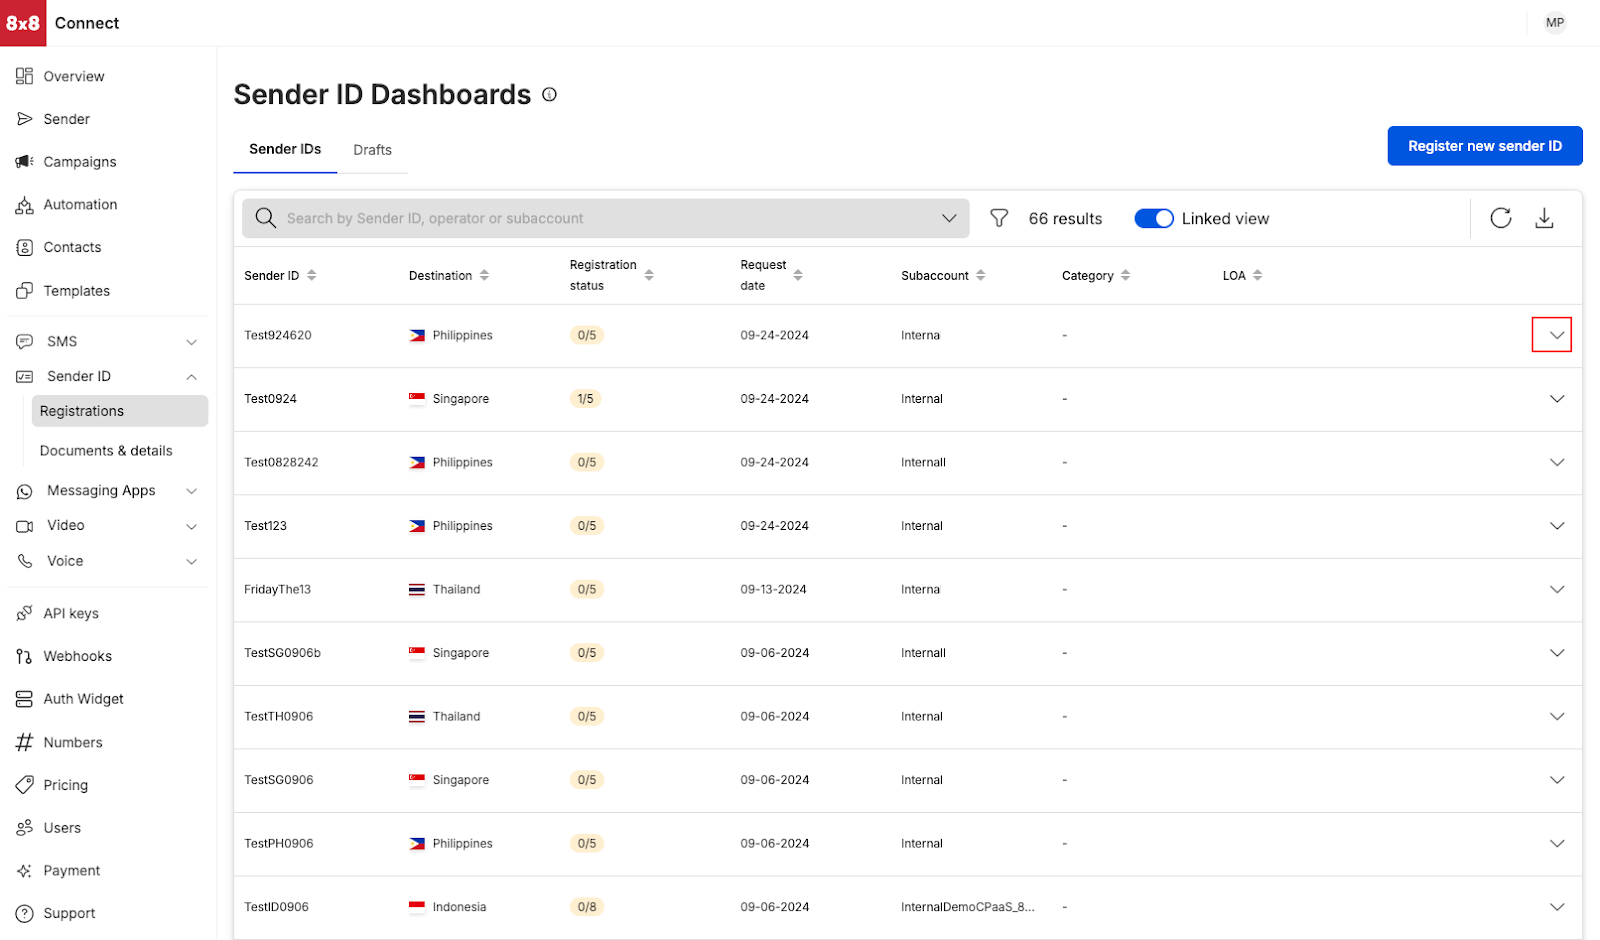 8x8 Connect MP
Overview
Sender
Campaigns
Automation
Contacts
Templates
SMS
Sender ID
Registrations
Documents & details
Messaging Apps
Video
Voice
API keys
Webhooks
Auth Widget
Numbers
Pricing
Users
Payment
Support
Sender ID Dashboards
Sender IDs Drafts
Register new sender ID
Search by Sender ID, operator or subaccount 66 results Linked view
Sender ID Destination Registration status Request date Subaccount Category LOA
Test924620 Philippines 0/5 09-24-2024 Interna -
Test0924 Singapore 1/5 09-24-2024 Internal -
Test0828242 Philippines 0/5 09-24-2024 Internall -
Test123 Philippines 0/5 09-24-2024 Internal -
FridayThe13 Thailand 0/5 09-13-2024 Interna -
TestSG0906b Singapore 0/5 09-06-2024 Internall -
TestTH0906 Thailand 0/5 09-06-2024 Internal -
TestSG0906 Singapore 0/5 09-06-2024 Internal -
TestPH0906 Philippines 0/5 09-06-2024 Internal -
TestID0906 Indonesia 0/8 09-06-2024 InternalDemoCPaaS_8... -